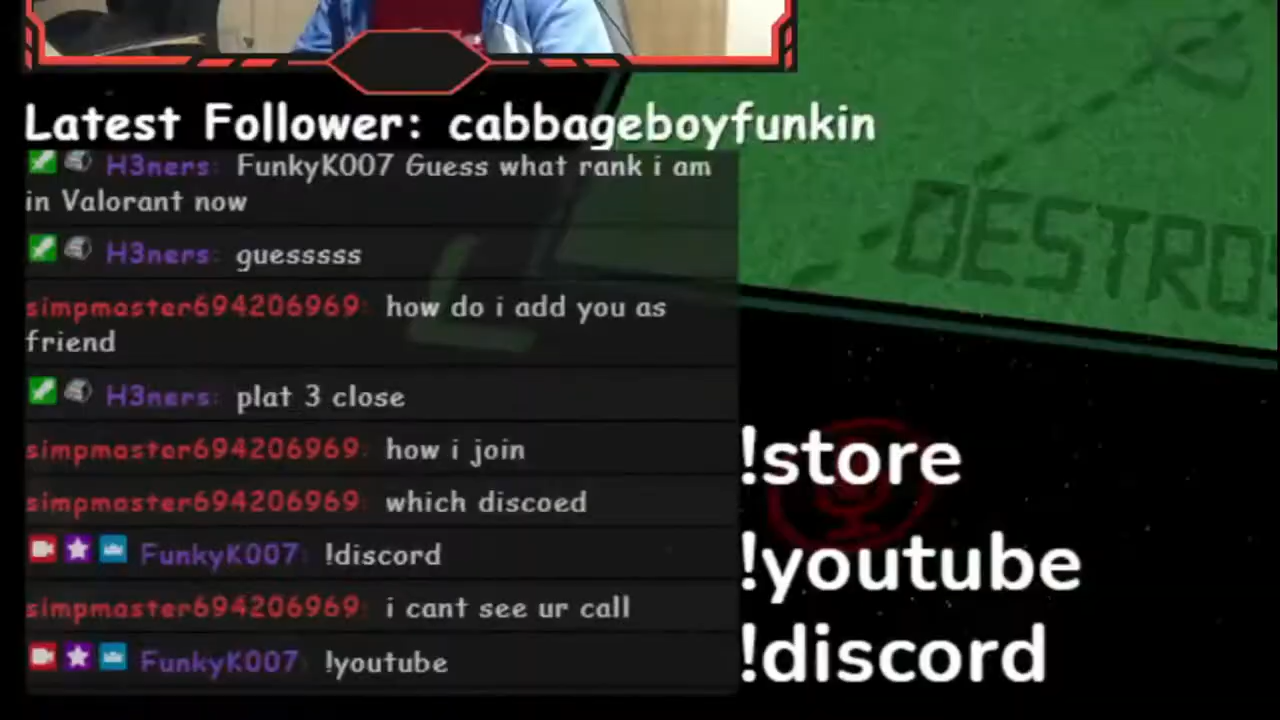 Latest Follower: cabbageboyfunkin
H3ners: FunkyK007 Guess what rank i am
in Valorant now
H3ners: guesssss
simpmaster694206969: how do i add you as
friend
H3ners: plat 3 close
simpmaster694206969: how i join
simpmaster694206969: which discoed
FunkyK007: !discord
simpmaster694206969: i cant see ur call
FunkyK007: !youtube
DESTRO
!store
!youtube
!discord